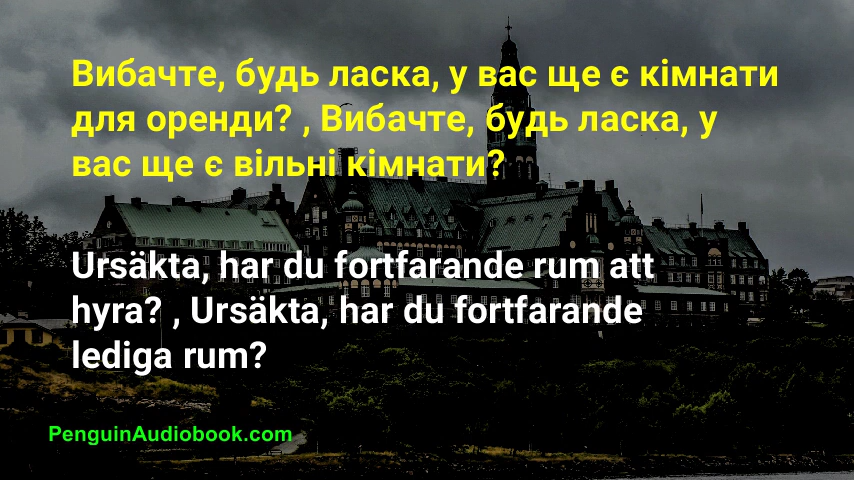 Вибачте, будь ласка, у вас ще є кімнати
для оренди? , Вибачте, будь ласка, у
вас ще є вільні кімнати?
Ursäkta, har du fortfarande rum att
hyra? , Ursäkta, har du fortfarande
lediga rum?
PenguinAudiobook.com